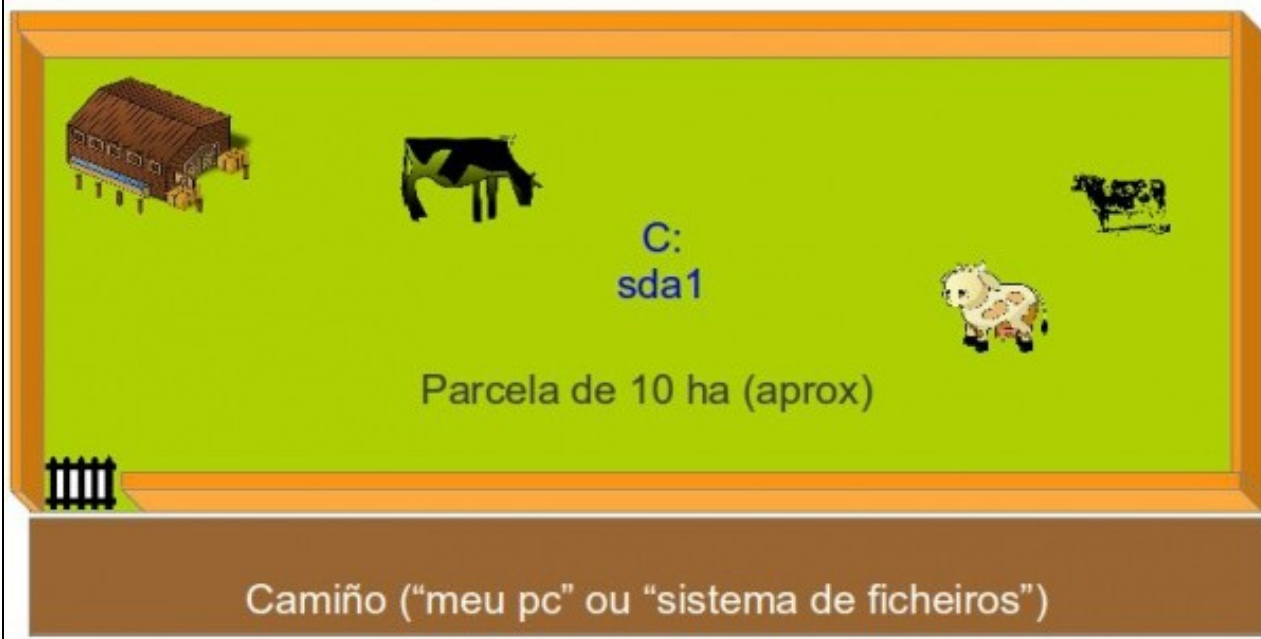 C:
sda1
Parcela de 10 ha (aprox)
Camiño (“meu pc” ou “sistema de ficheiros”)